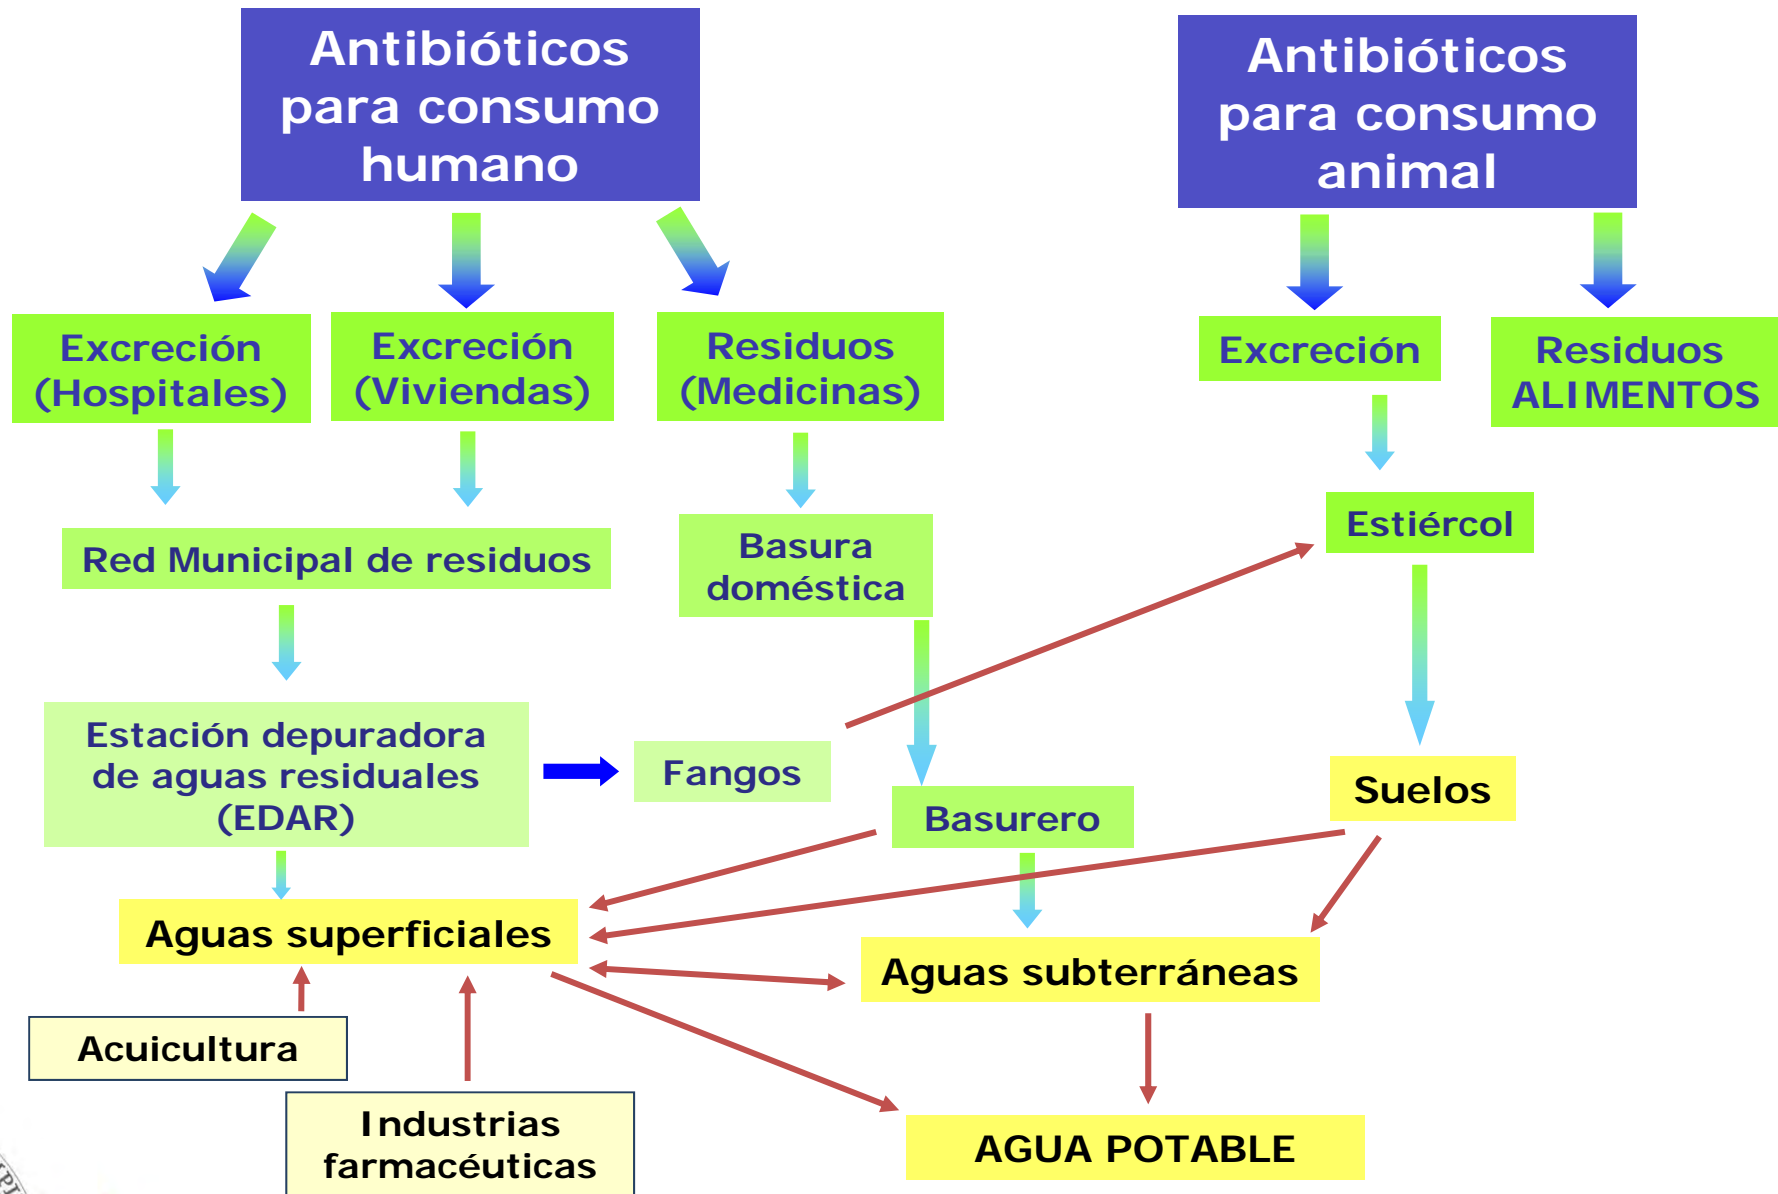 Antibióticos
para consumo
humano
Antibióticos
para consumo
animal
Excreción
(Hospitales)
Excreción
(Viviendas)
Residuos
(Medicinas)
Excreción
Residuos
ALIMENTOS
Red Municipal de residuos
Basura
doméstica
Estiércol
Estación depuradora
de aguas residuales
(EDAR)
Fangos
Basurero
Suelos
Aguas superficiales
Aguas subterráneas
Acuicultura
Industrias
farmacéuticas
AGUA POTABLE